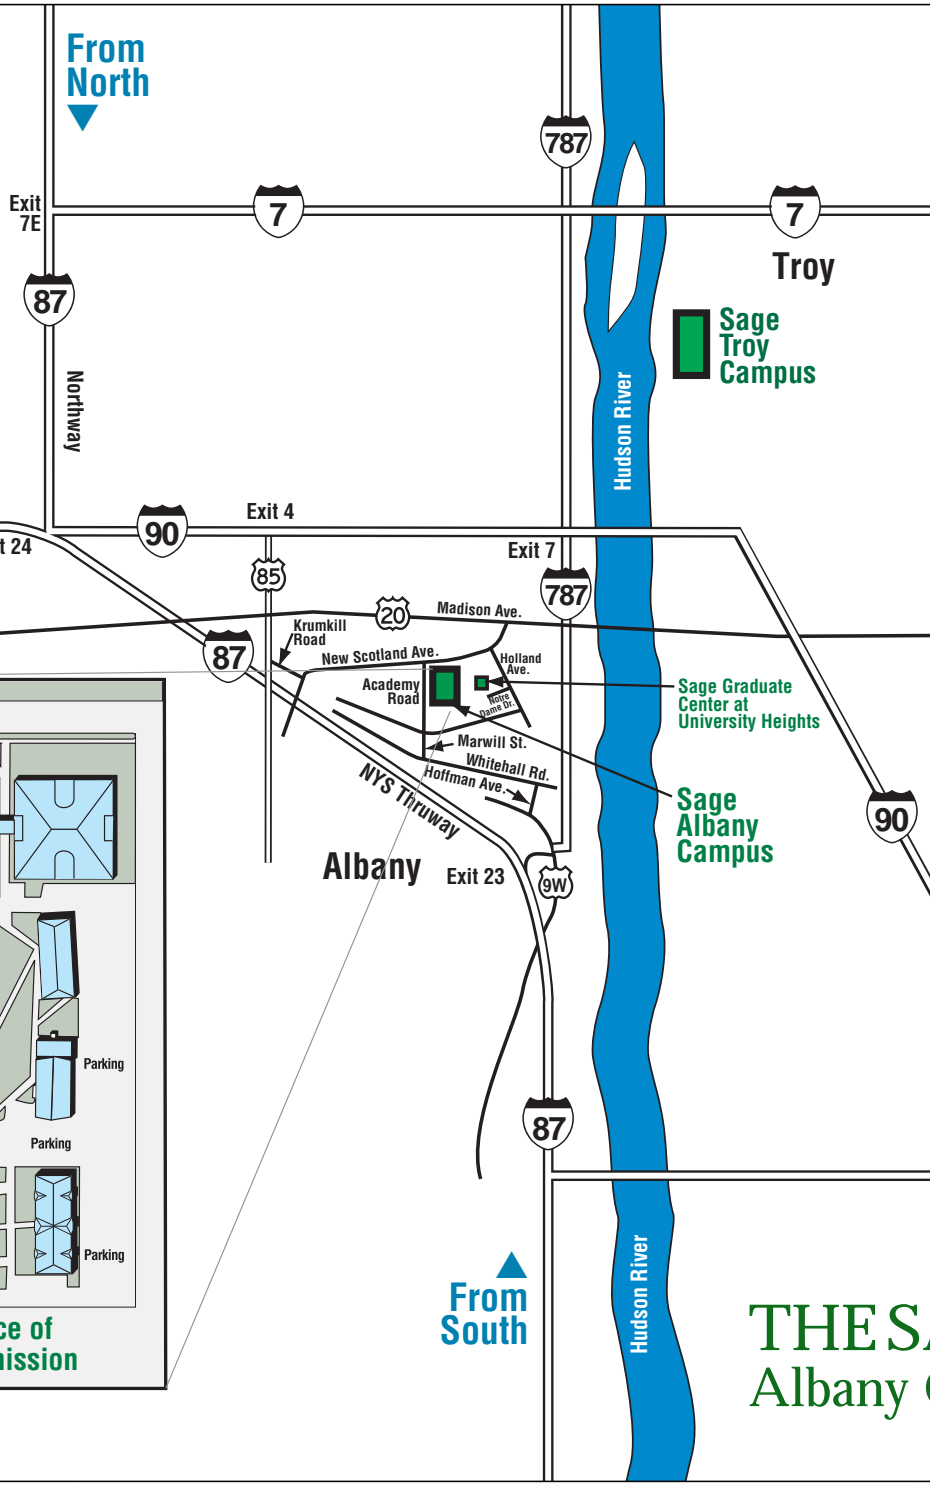 From
North
787
Exit
7E
7
7
Troy
87
Sage
Troy
Campus
Northway
Hudson River
Exit 4
90
t 24
Exit 7
85
787
20
Madison Ave.
Krumkill
Road
87
New Scotland Ave.
Holland
Ave.
Academy
Road
Notre
Dame Dr.
Sage Graduate
Center at
University Heights
Marwill St.
Whitehall Rd.
Hoffman Ave.
NYS Thruway
Sage
Albany
Campus
90
Albany
Exit 23
9W
Parking
87
Parking
Parking
From
South
Hudson River
THE SA
Albany C
ce of
ission